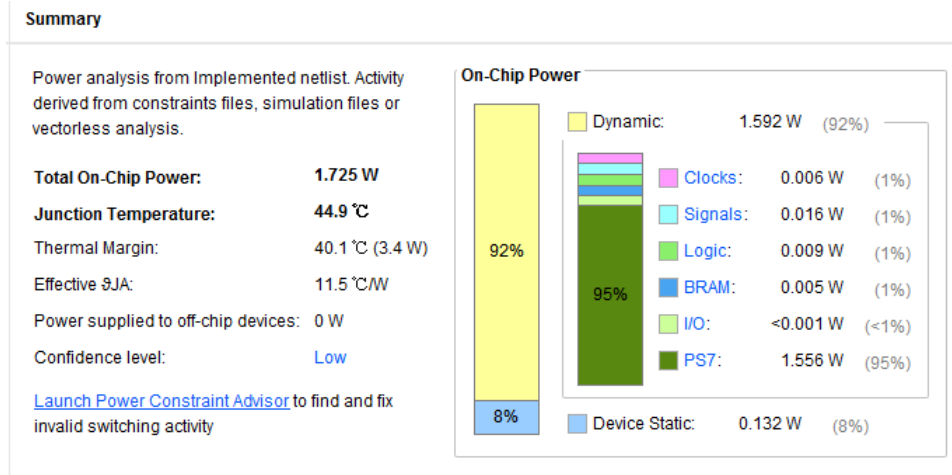 Summary
Power analysis from Implemented netlist. Activity
derived from constraints files, simulation files or
vectorless analysis.
Total On-Chip Power: 1.725 W
Junction Temperature: 44.9 ℃
Thermal Margin: 40.1 ℃ (3.4 W)
Effective ϑJA: 11.5 ℃/W
Power supplied to off-chip devices: 0 W
Confidence level: Low
Launch Power Constraint Advisor to find and fix
invalid switching activity
On-Chip Power
92%
8%
Dynamic: 1.592 W (92%)
95%
Clocks: 0.006 W (1%)
Signals: 0.016 W (1%)
Logic: 0.009 W (1%)
BRAM: 0.005 W (1%)
I/O: <0.001 W (<1%)
PS7: 1.556 W (95%)
Device Static: 0.132 W (8%)